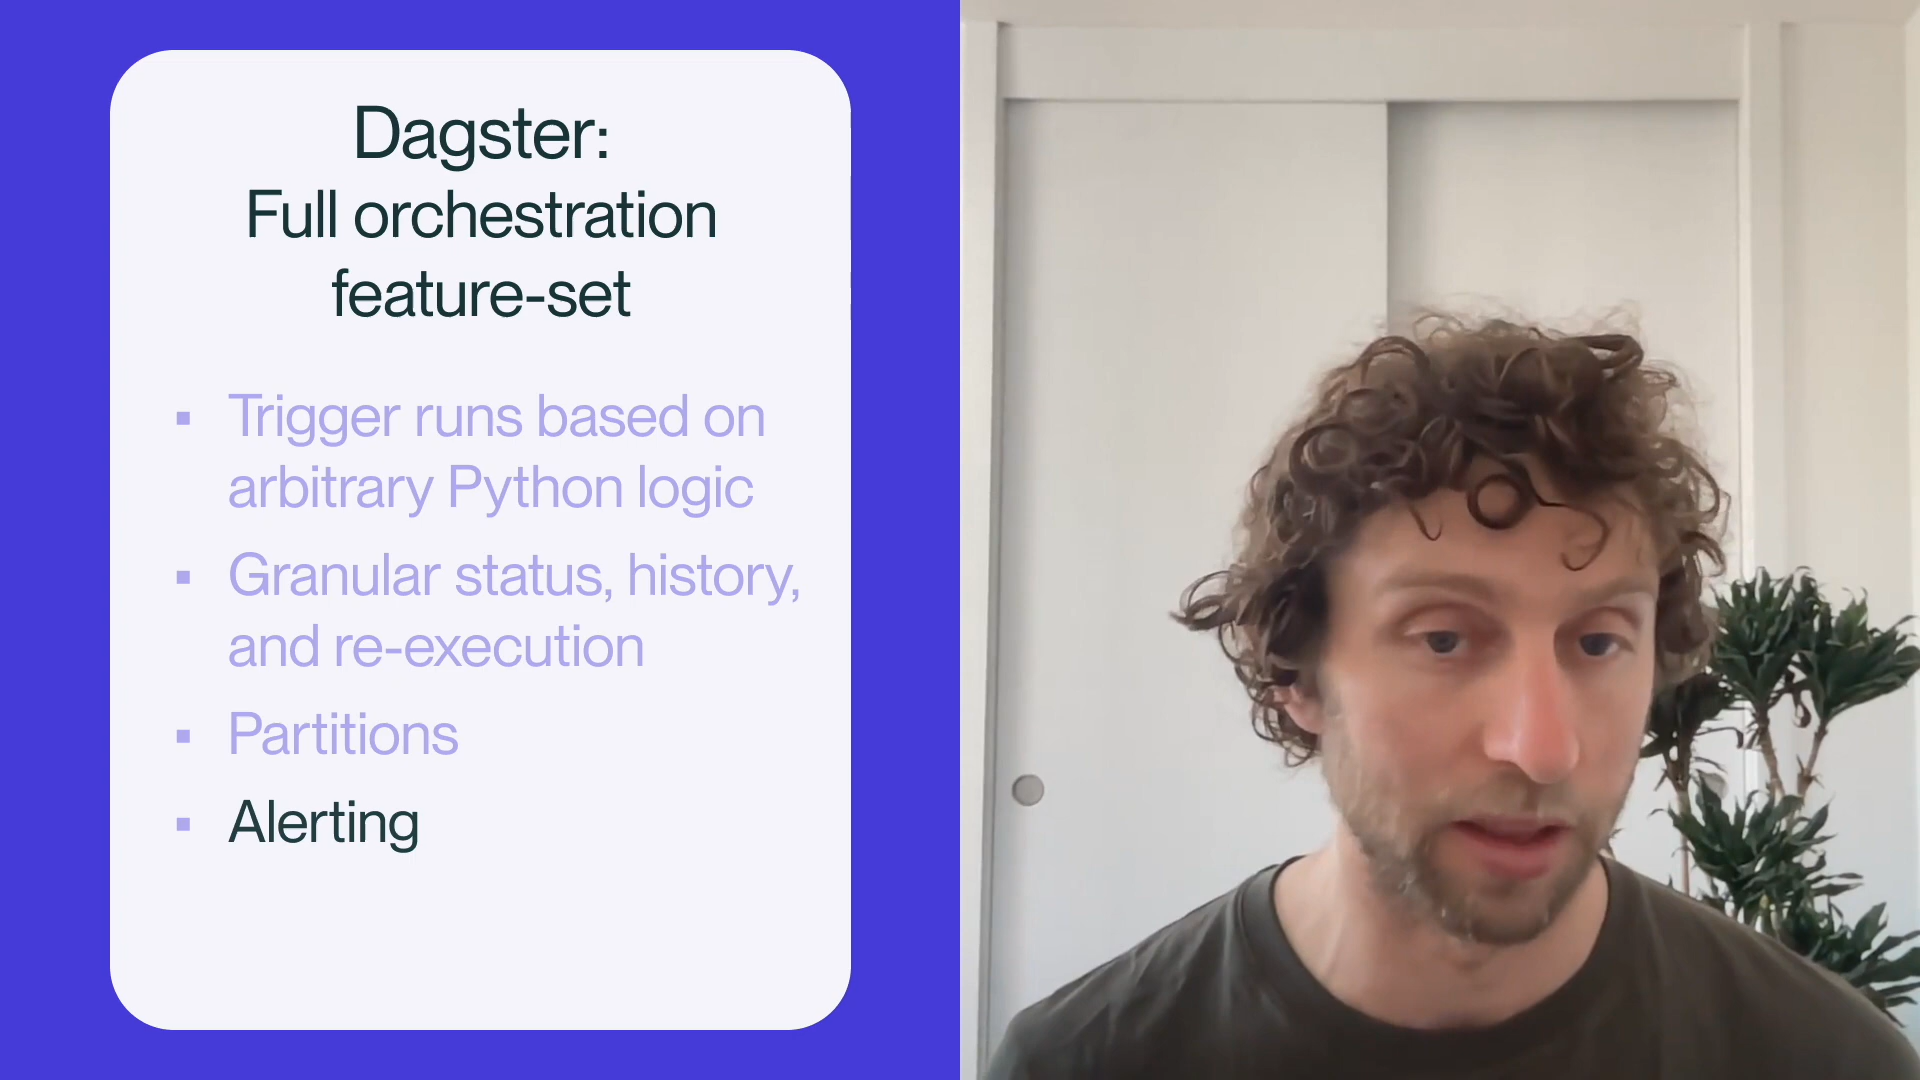 Dagster:
Full orchestration
feature-set
▪ Trigger runs based on
arbitrary Python logic
▪ Granular status, history,
and re-execution
▪ Partitions
▪ Alerting